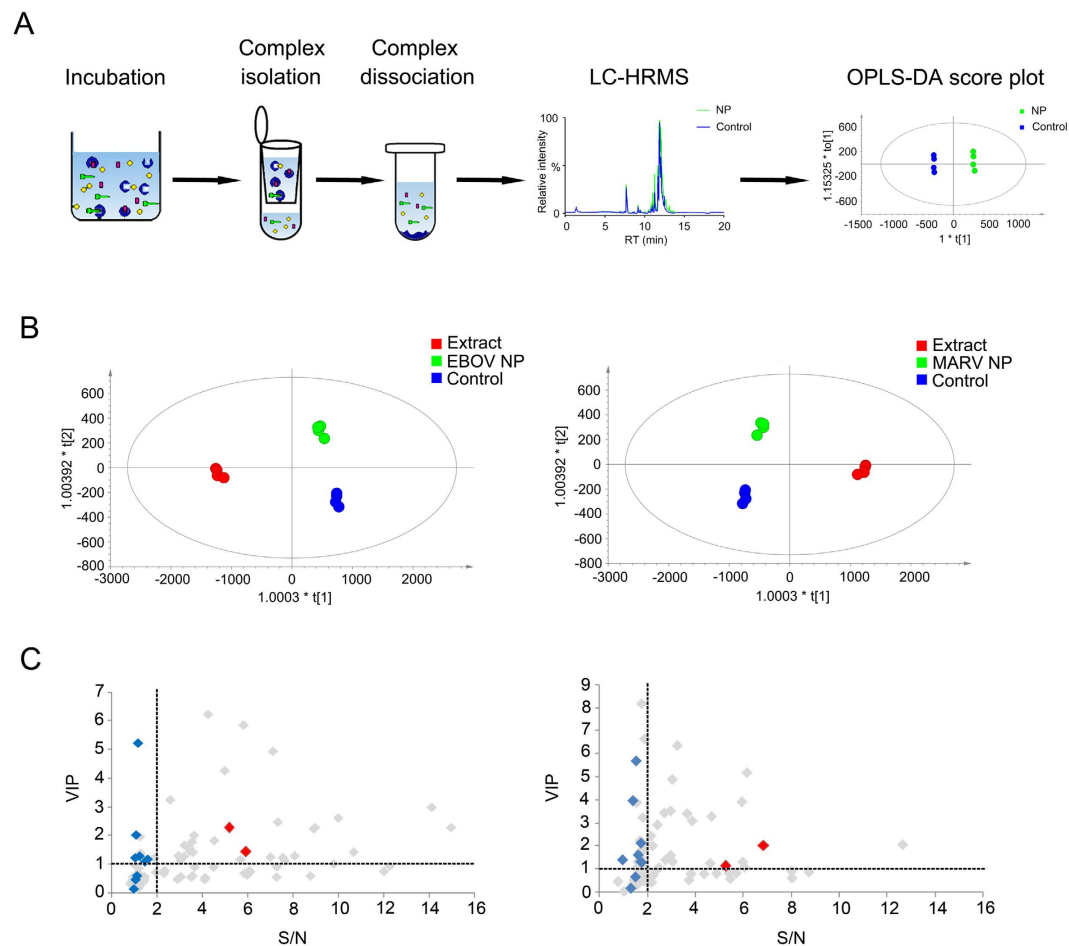 A
Incubation
Complex
isolation
Complex
dissociation
LC-HRMS
OPLS-DA score plot
NP
Control
100
%
0
Relative intensity
0 5 10 15 20
RT (min)
NP
Control
600
200
-200
-600
1.15325 * to[1]
-1500 -1000 -500 0 500 1000
1 * t[1]
B
Extract
EBOV NP
Control
600
400
200
0
-200
-400
-600
-800
1.00392 * t[2]
-3000 -2000 -1000 0 1000 2000
1.0003 * t[1]
Extract
MARV NP
Control
600
400
200
0
-200
-400
-600
-800
1.00392 * t[2]
-3000 -2000 -1000 0 1000 2000
1.0003 * t[1]
C
7
6
5
4
3
2
1
0
VIP
0 2 4 6 8 10 12 14 16
S/N
9
8
7
6
5
4
3
2
1
0
VIP
0 2 4 6 8 10 12 14 16
S/N